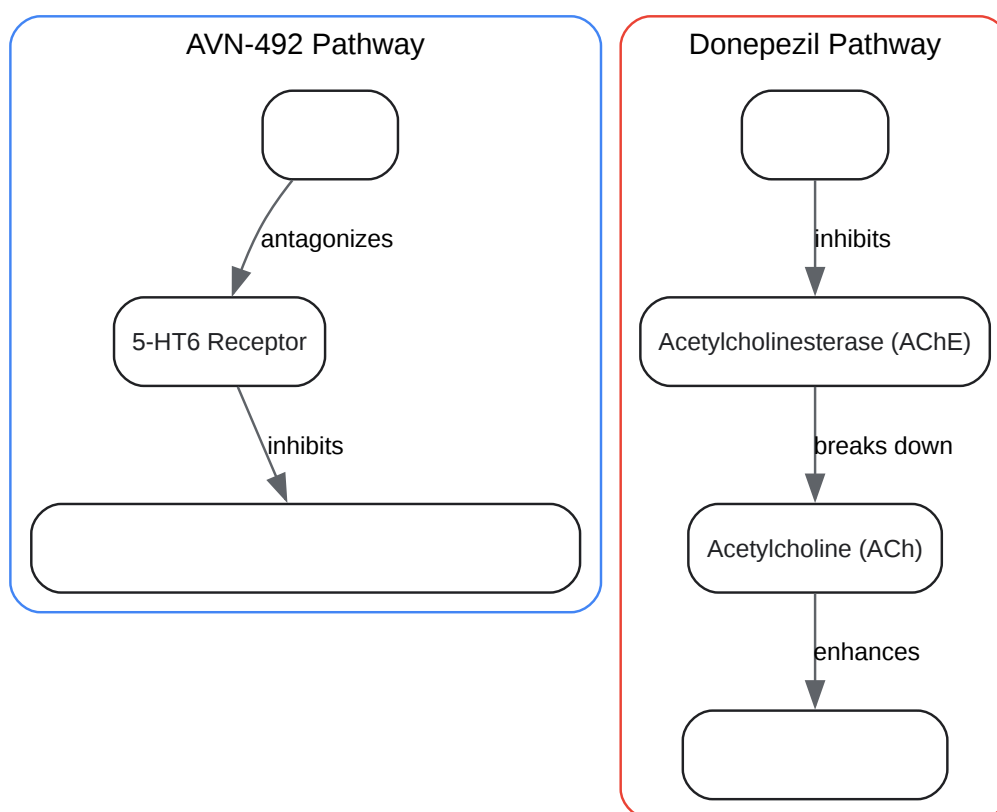 AVN-492 Pathway
antagonizes
5-HT6 Receptor
inhibits
Donepezil Pathway
inhibits
Acetylcholinesterase (AChE)
breaks down
Acetylcholine (ACh)
enhances